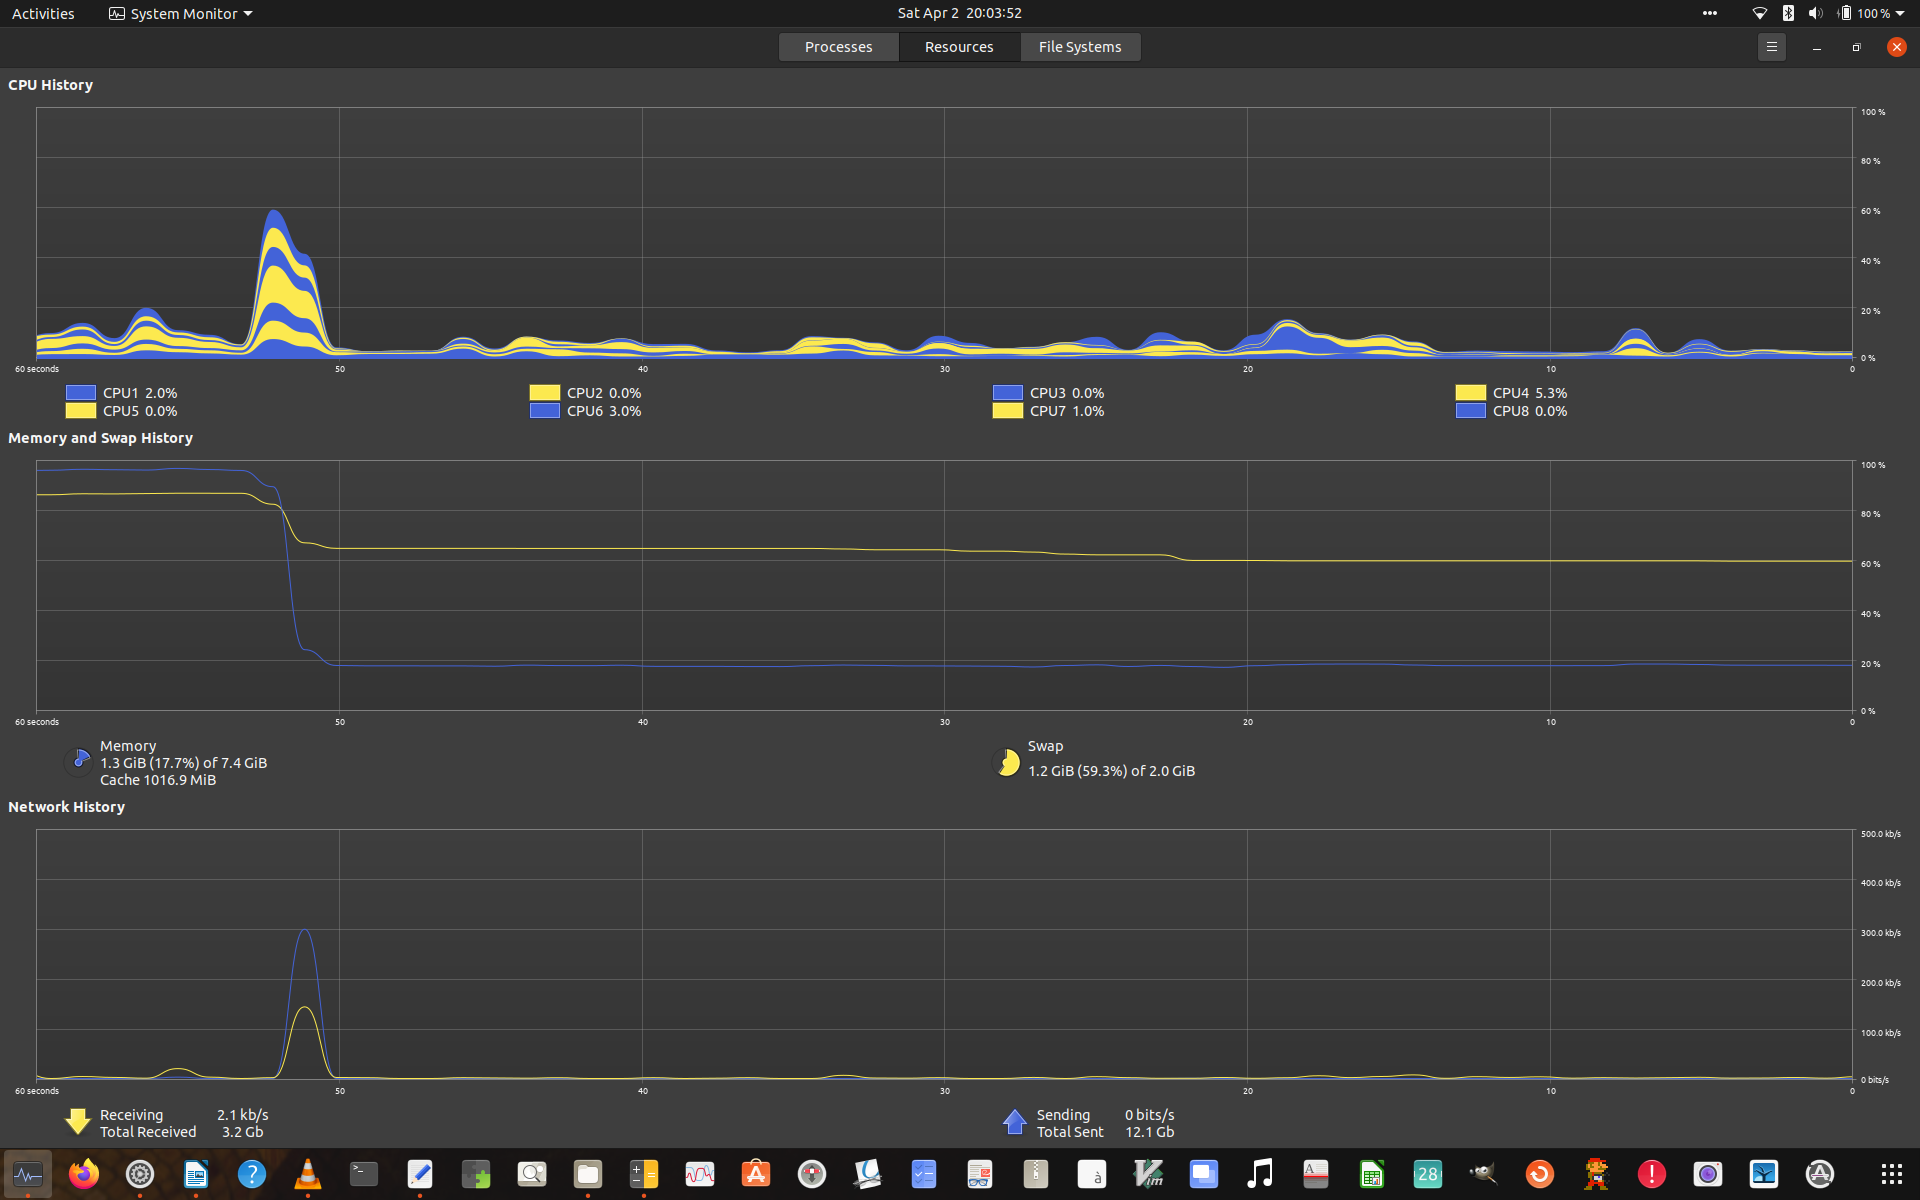 Activities
System Monitor
Sat Apr 2 20:03:52
100 %
Processes
Resources
File Systems
CPU History
100 %
80 %
60 %
40 %
20 %
0 %
60 seconds
50
40
30
20
10
0
CPU1 2.0%
CPU2 0.0%
CPU3 0.0%
CPU4 5.3%
CPU5 0.0%
CPU6 3.0%
CPU7 1.0%
CPU8 0.0%
Memory and Swap History
100 %
80 %
60 %
40 %
20 %
0 %
60 seconds
50
40
30
20
10
0
Memory
1.3 GiB (17.7%) of 7.4 GiB
Cache 1016.9 MiB
Swap
1.2 GiB (59.3%) of 2.0 GiB
Network History
500.0 kb/s
400.0 kb/s
300.0 kb/s
200.0 kb/s
100.0 kb/s
0 bits/s
60 seconds
50
40
30
20
10
0
Receiving 2.1 kb/s
Total Received 3.2 Gb
Sending 0 bits/s
Total Sent 12.1 Gb
?
>_
à
Vim
A
28
!